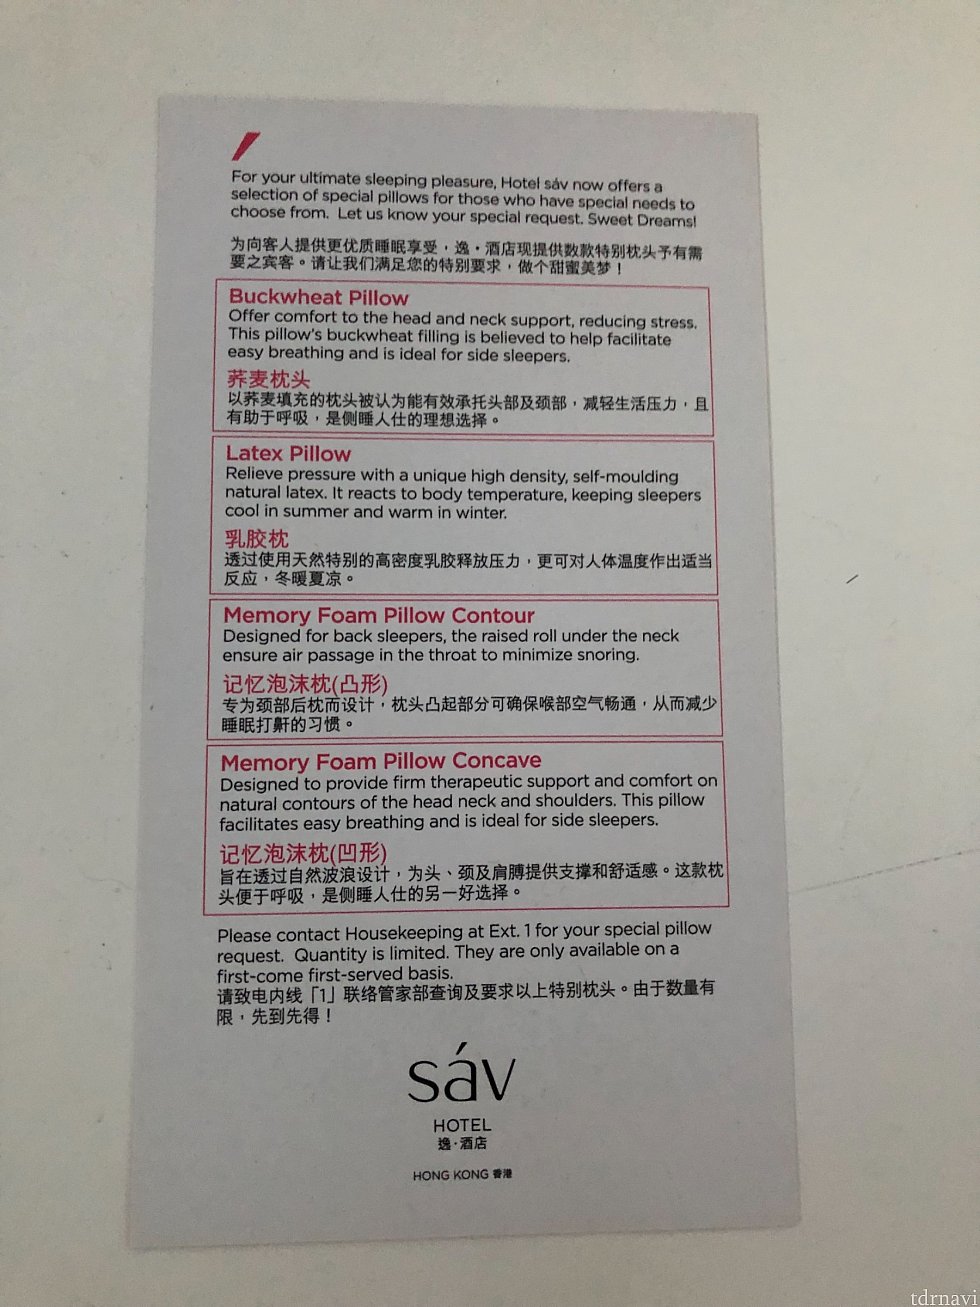 For your ultimate sleeping pleasure, Hotel sáv now offers a
selection of special pillows for those who have special needs to
choose from. Let us know your special request. Sweet Dreams!
为向客人提供更优质睡眠享受，逸·酒店现提供数款特别枕头予有需
要之宾客。请让我们满足您的特别要求，做个甜蜜美梦！
Buckwheat Pillow
Offer comfort to the head and neck support, reducing stress.
This pillow's buckwheat filling is believed to help facilitate
easy breathing and is ideal for side sleepers.
荞麦枕头
以荞麦填充的枕头被认为能有效承托头部及颈部，减轻生活压力，且
有助于呼吸，是侧睡人仕的理想选择。
Latex Pillow
Relieve pressure with a unique high density, self-moulding
natural latex. It reacts to body temperature, keeping sleepers
cool in summer and warm in winter.
乳胶枕
透过使用天然特别的高密度乳胶释放压力，更可对人体温度作出适当
反应，冬暖夏凉。
Memory Foam Pillow Contour
Designed for back sleepers, the raised roll under the neck
ensure air passage in the throat to minimize snoring.
记忆泡沫枕(凸形)
专为颈部后枕而设计，枕头凸起部分可确保喉部空气畅通，从而减少
睡眠打鼾的习惯。
Memory Foam Pillow Concave
Designed to provide firm therapeutic support and comfort on
natural contours of the head neck and shoulders. This pillow
facilitates easy breathing and is ideal for side sleepers.
记忆泡沫枕(凹形)
旨在透过自然波浪设计，为头、颈及肩膊提供支撑和舒适感。这款枕
头便于呼吸，是侧睡人仕的另一好选择。
Please contact Housekeeping at Ext. 1 for your special pillow
request. Quantity is limited. They are only available on a
first-come first-served basis.
请致电内线「1」联络管家部查询及要求以上特别枕头。由于数量有
限，先到先得！
sáv
HOTEL
逸·酒店
HONG KONG 香港
tdrnavi